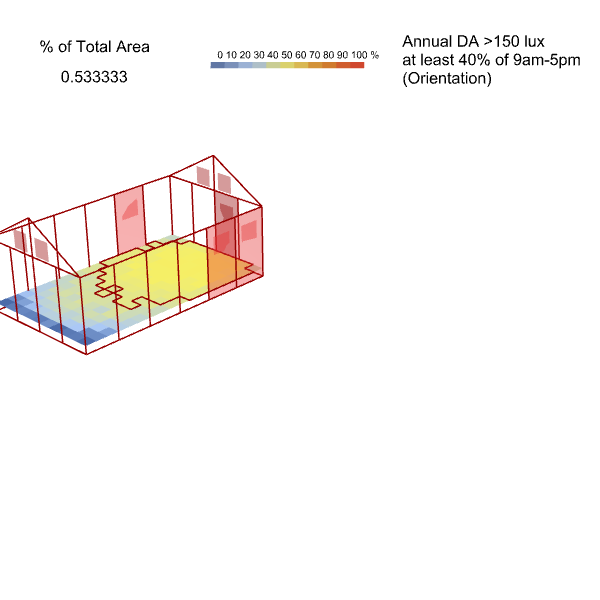 % of Total Area
0.533333
0 10 20 30 40 50 60 70 80 90 100 %
Annual DA >150 lux
at least 40% of 9am-5pm
(Orientation)